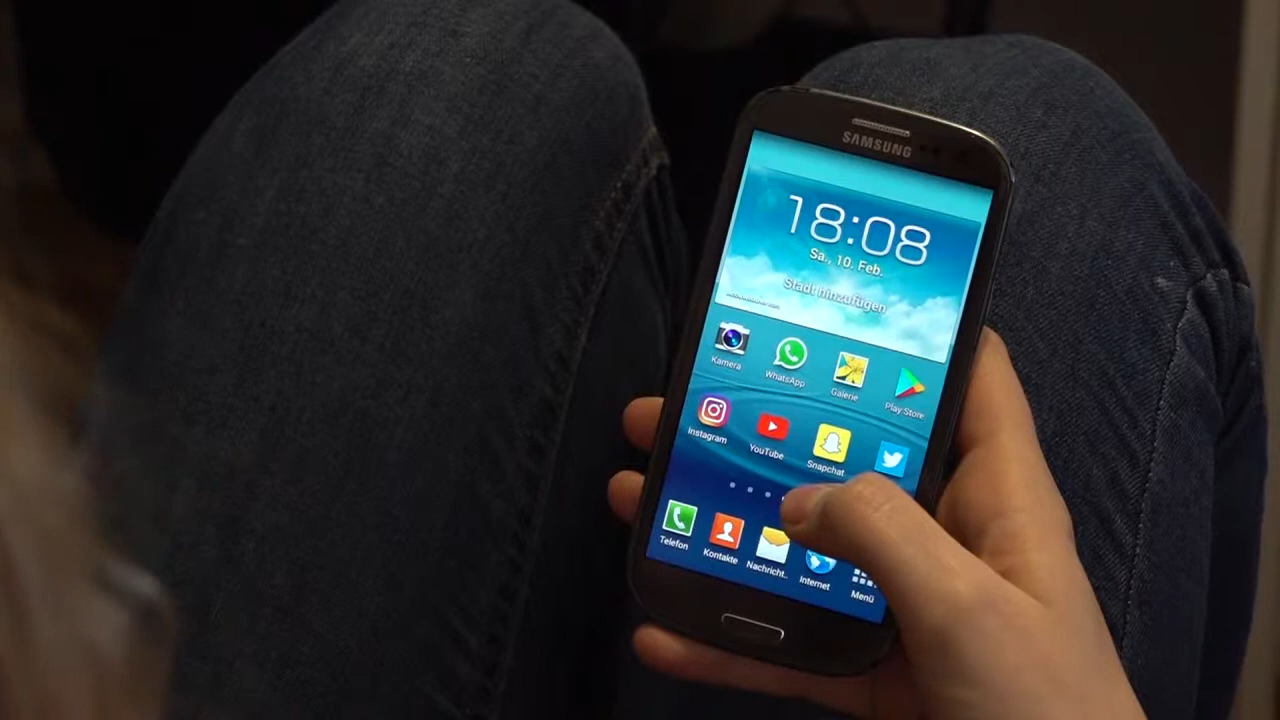 SAMSUNG
18:08
Sa., 10. Feb.
Stadt hinzufügen
Kamera
WhatsApp
Galerie
Play Store
Instagram
YouTube
Snapchat
Telefon
Kontakte
Nachricht..
Internet
Menü